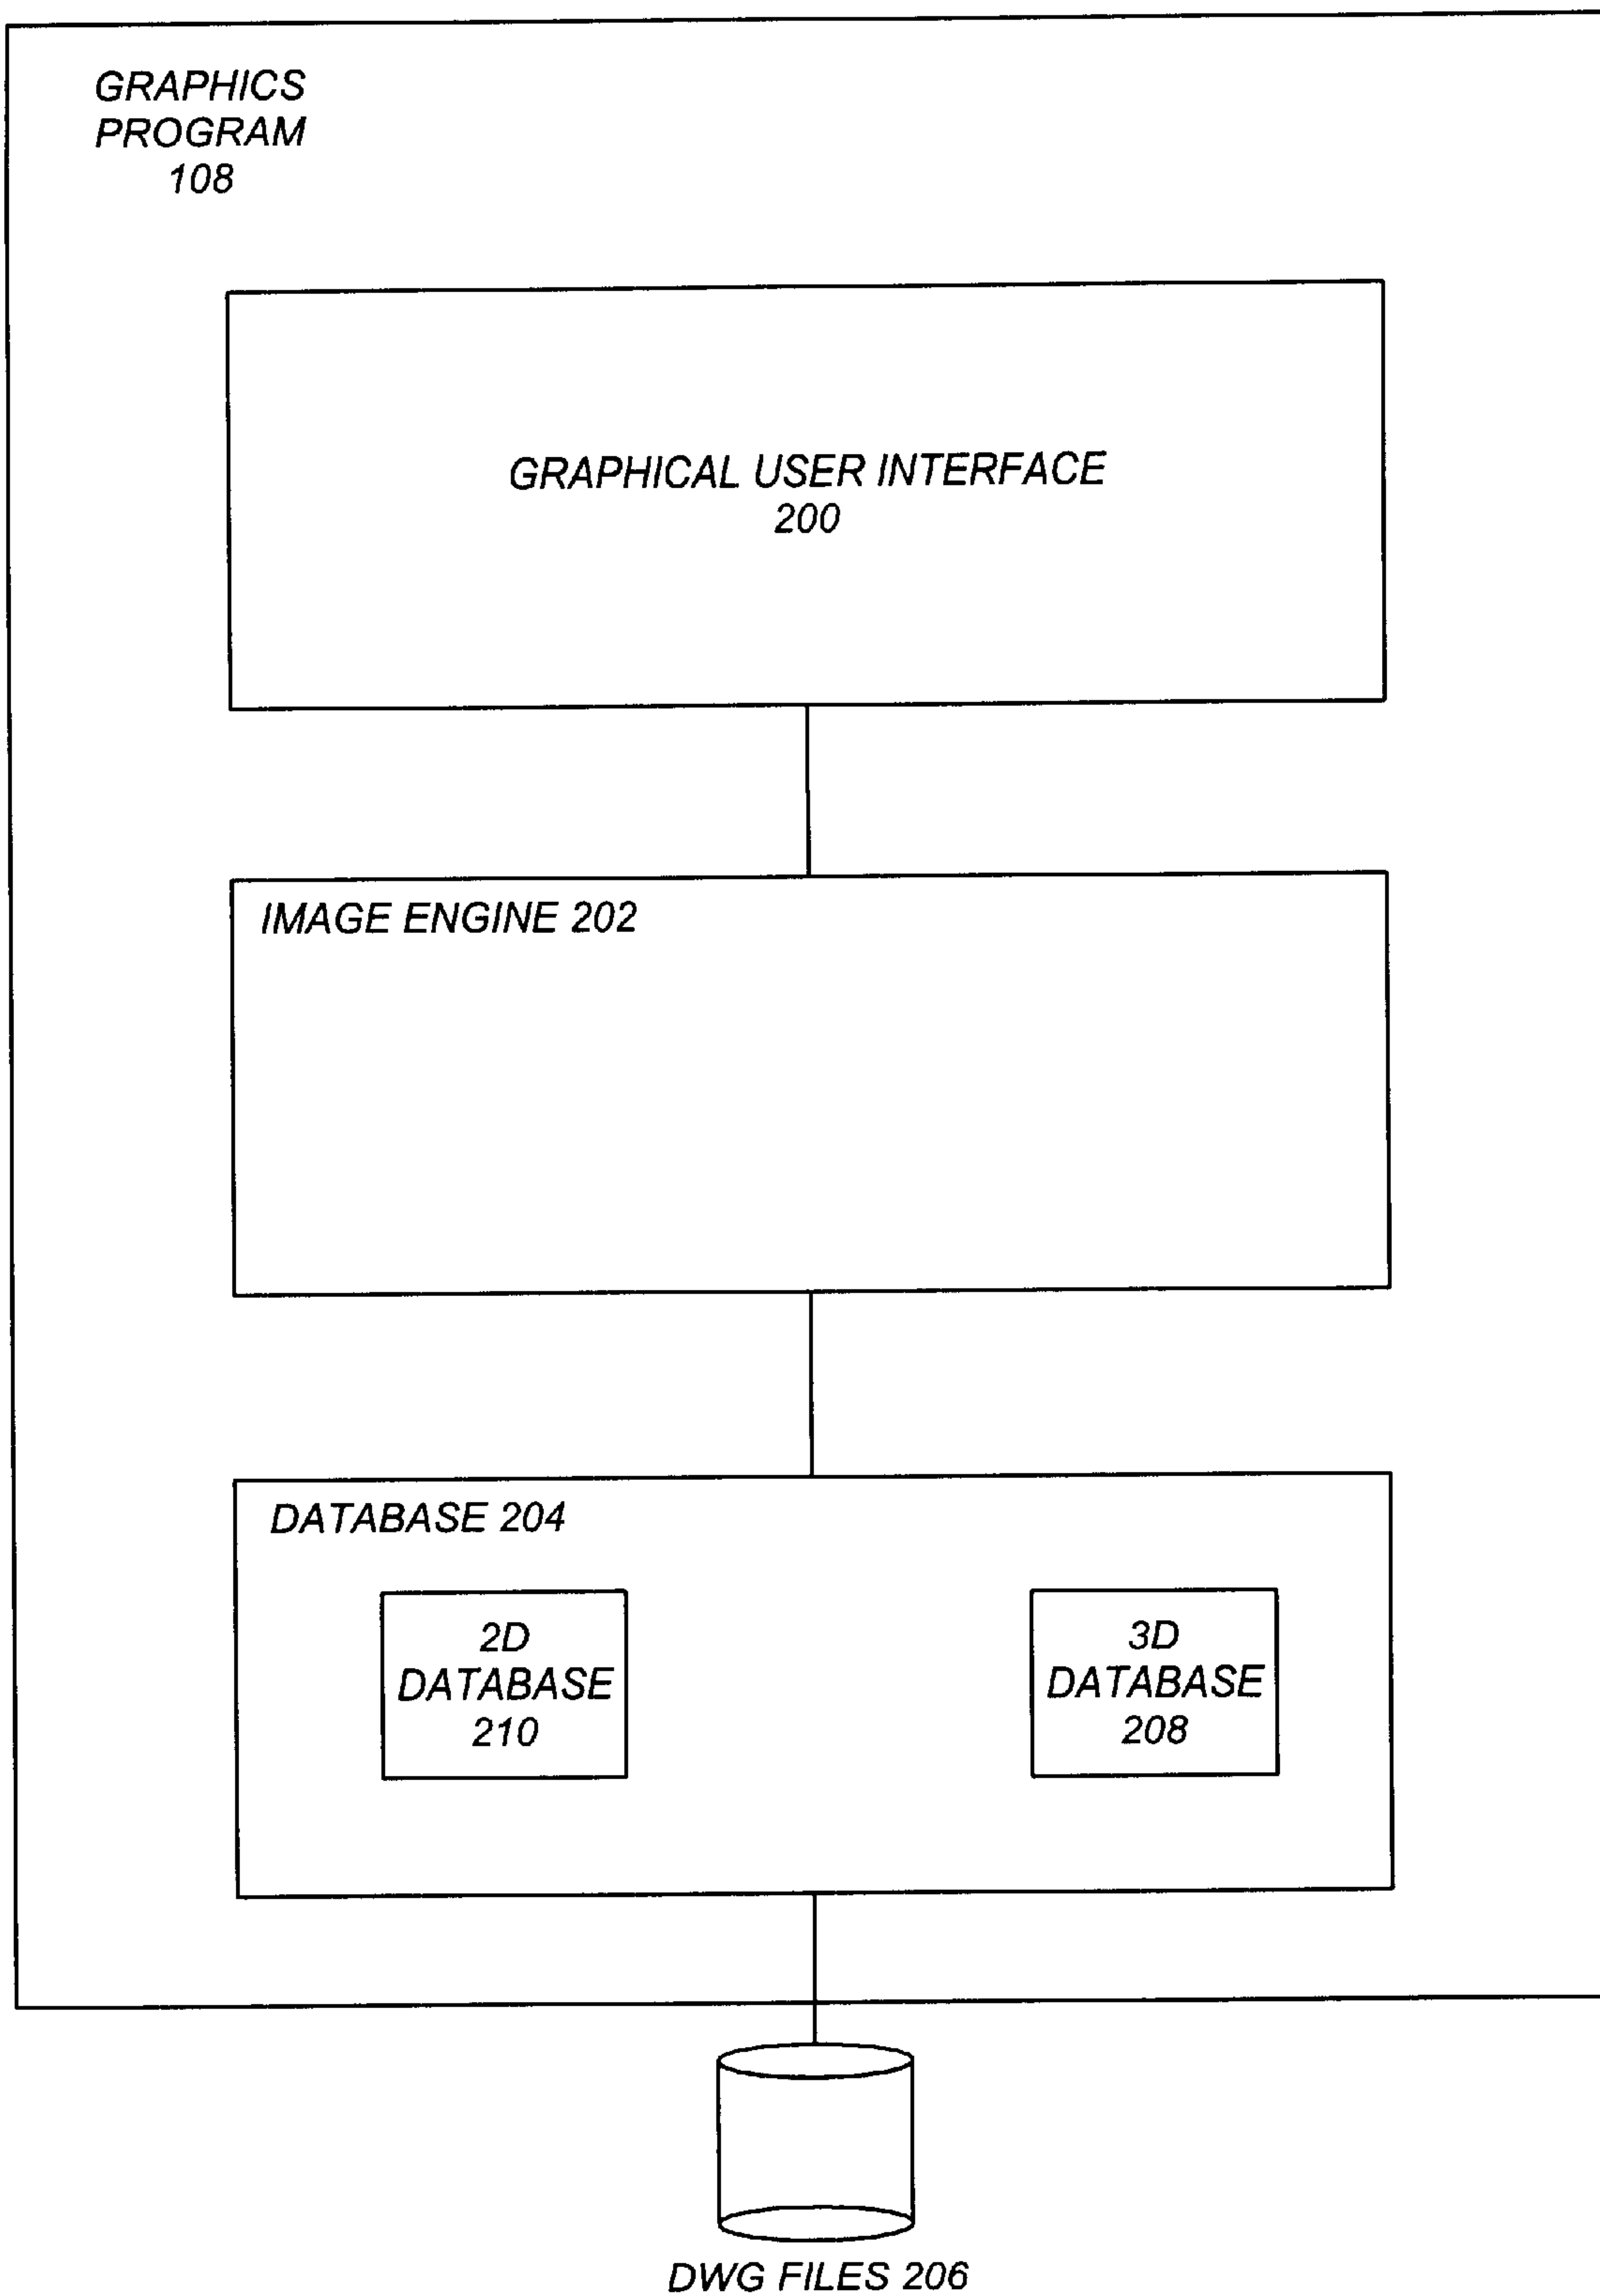 GRAPHICS
PROGRAM
108
GRAPHICAL USER INTERFACE
200
IMAGE ENGINE 202
DATABASE 204
2D
DATABASE
210
3D
DATABASE
208
DWG FILES 206